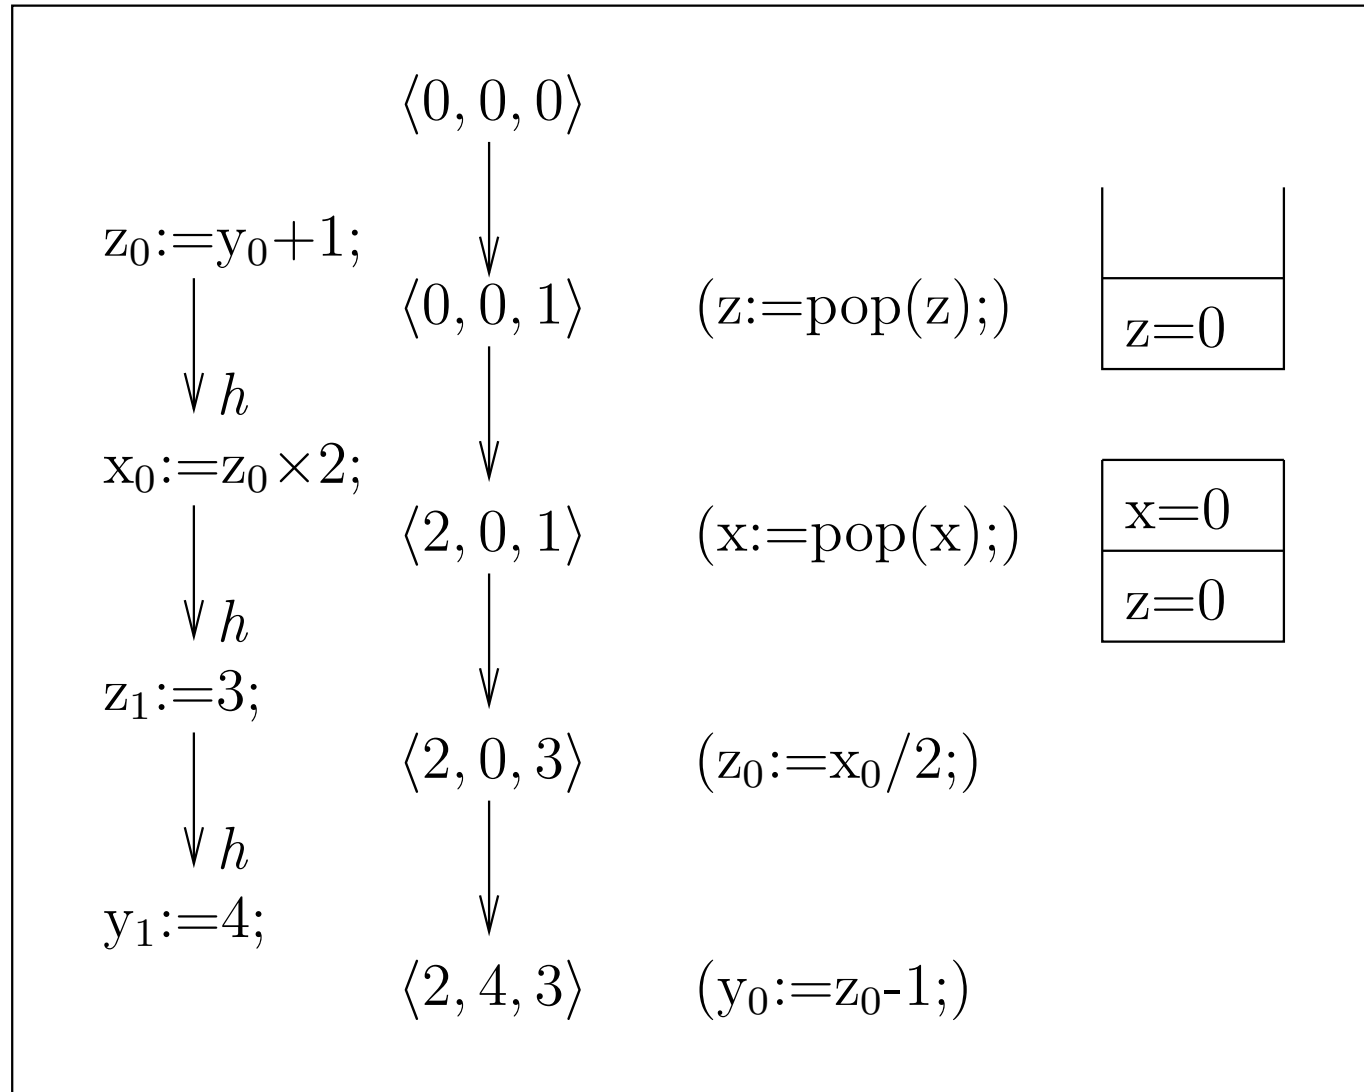 ⟨0, 0, 0⟩
z₀:=y₀+1;
⟨0, 0, 1⟩ (z:=pop(z);) z=0
h
x₀:=z₀×2;
⟨2, 0, 1⟩ (x:=pop(x);) x=0
z=0
h
z₁:=3;
⟨2, 0, 3⟩ (z₀:=x₀/2;)
h
y₁:=4;
⟨2, 4, 3⟩ (y₀:=z₀-1;)